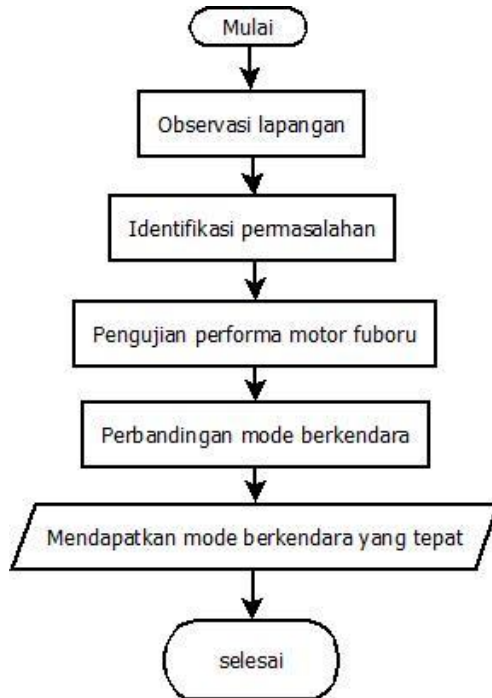 Mulai
Observasi lapangan
Identifikasi permasalahan
Pengujian performa motor fuboru
Perbandingan mode berkendara
Mendapatkan mode berkendara yang tepat
selesai